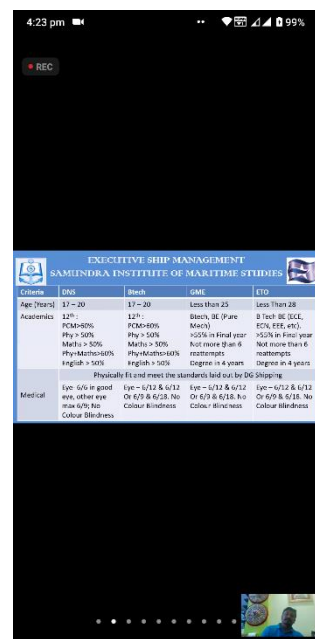 4:23 pm
99%
REC
EXECUTIVE SHIP MANAGEMENT
SAMUNDRA INSTITUTE OF MARITIME STUDIES
Criteria DNS Btech GME ETO
Age (Years) 17 – 20 17 – 20 Less than 25 Less Than 28
Academics 12th : 12th : Btech, BE (Pure B Tech BE (ECE,
PCM>60% PCM>60% Mech) ECN, EEE, etc).
Phy > 50% Phy > 50% >55% in Final year >55% in Final year
Maths > 50% Maths > 50% Not more than 6 Not more than 6
Phy+Maths>60% Phy+Maths>60% reattempts reattempts
English > 50% English > 50% Degree in 4 years Degree in 4 years
Physically fit and meet the standards laid out by DG Shipping
Medical
Eye 6/6 in good Eye – 6/12 & 6/12 Eye – 6/12 & 6/12 Eye – 6/12 & 6/12
eye, other eye Or 6/9 & 6/18. No Or 6/9 & 6/18. No Or 6/9 & 6/18. No
max 6/9; No Colour Blindness Colour Blindness Colour Blindness
Colour Blindness